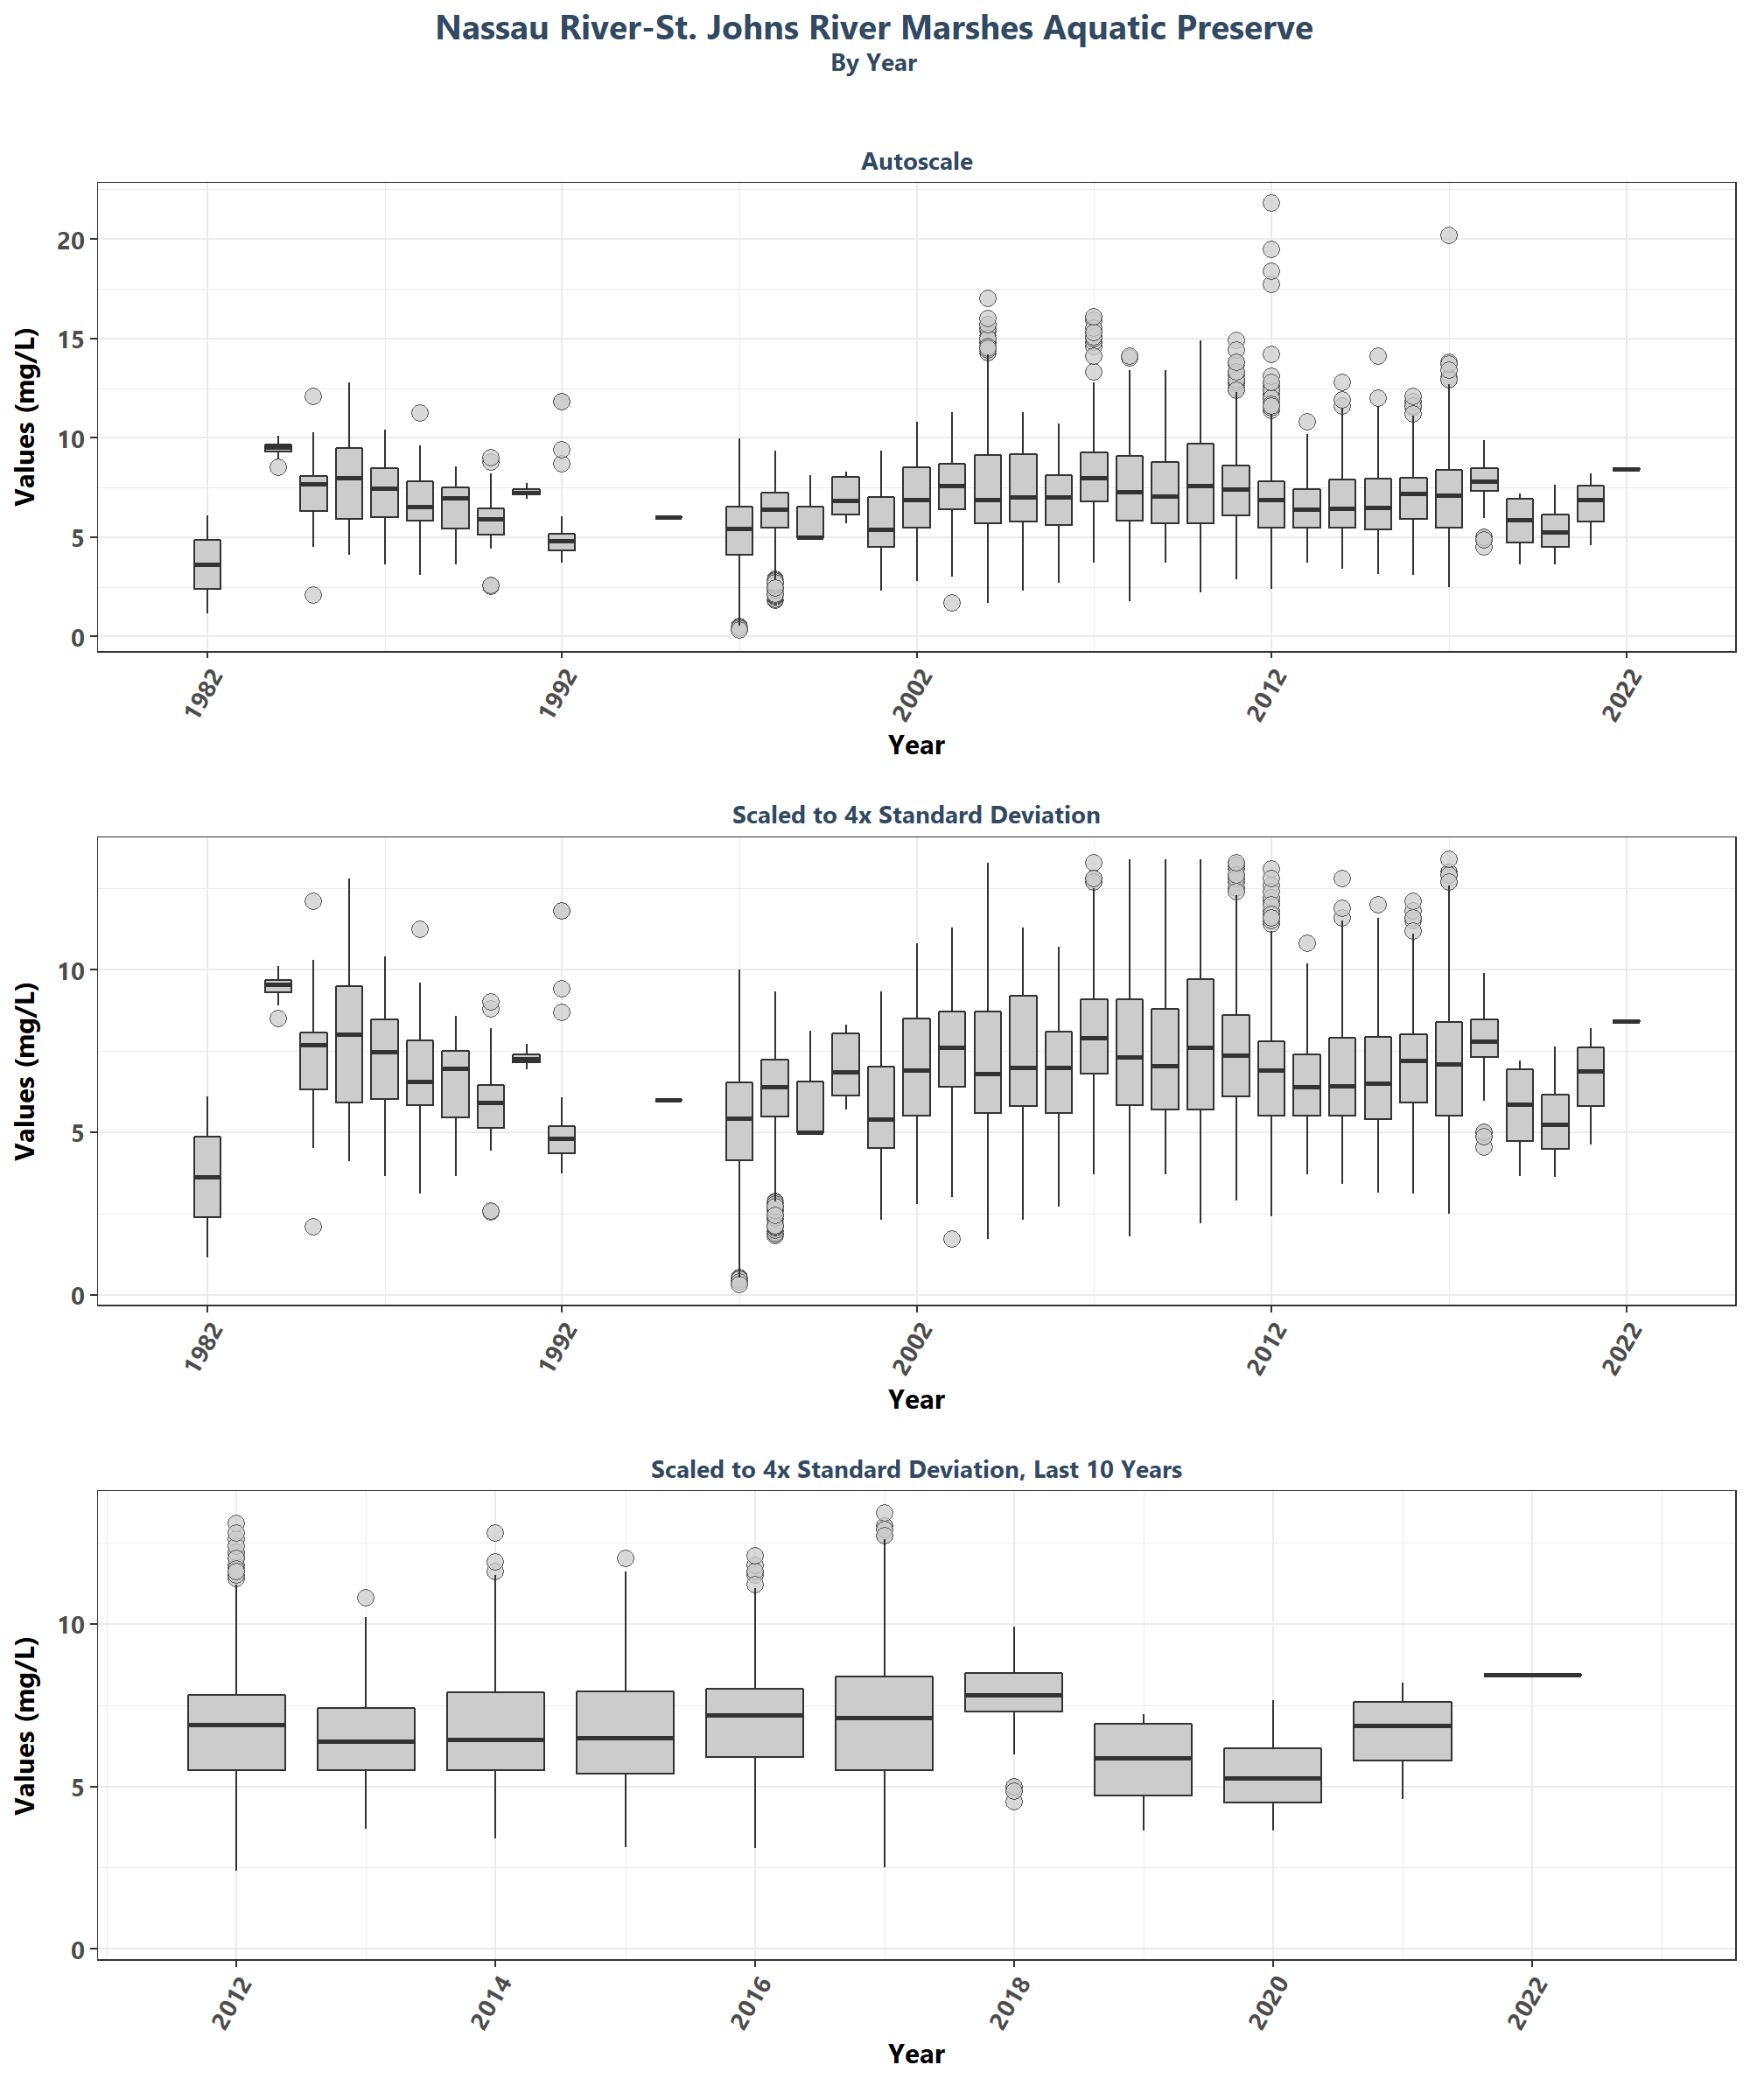 Nassau River-St. Johns River Marshes Aquatic Preserve
By Year
Autoscale
Values (mg/L)
20
15
10
5
0
1982
1992
2002
2012
2022
Year
Scaled to 4x Standard Deviation
Values (mg/L)
10
5
0
1982
1992
2002
2012
2022
Year
Scaled to 4x Standard Deviation, Last 10 Years
Values (mg/L)
10
5
0
2012
2014
2016
2018
2020
2022
Year